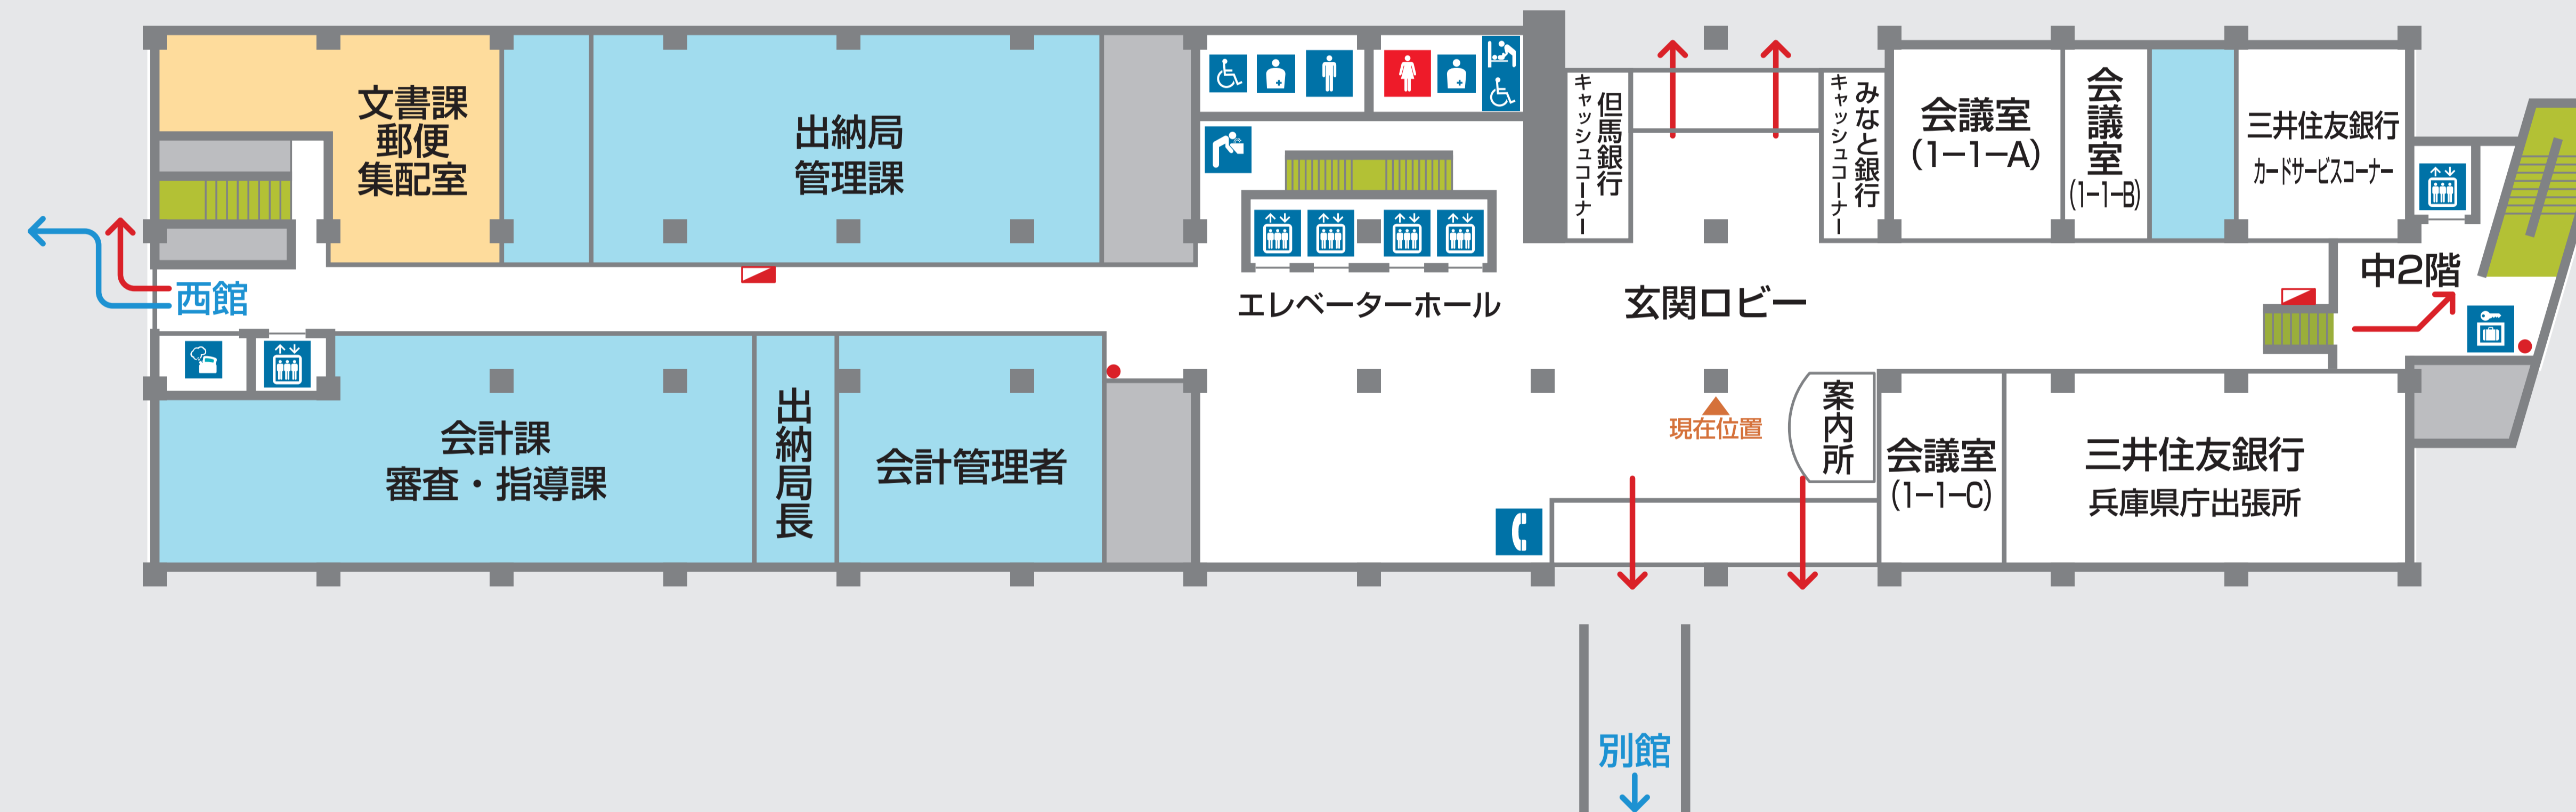 文書課
郵便
集配室
出納局
管理課
西館
会計課
審査・指導課
出納局長
会計管理者
エレベーターホール
但馬銀行
キャッシュコーナー
みなと銀行
キャッシュコーナー
玄関ロビー
会議室
(1−1−A)
会議室
(1−1−B)
三井住友銀行
カードサービスコーナー
中2階
現在位置
案内所
会議室
(1−1−C)
三井住友銀行
兵庫県庁出張所
別館